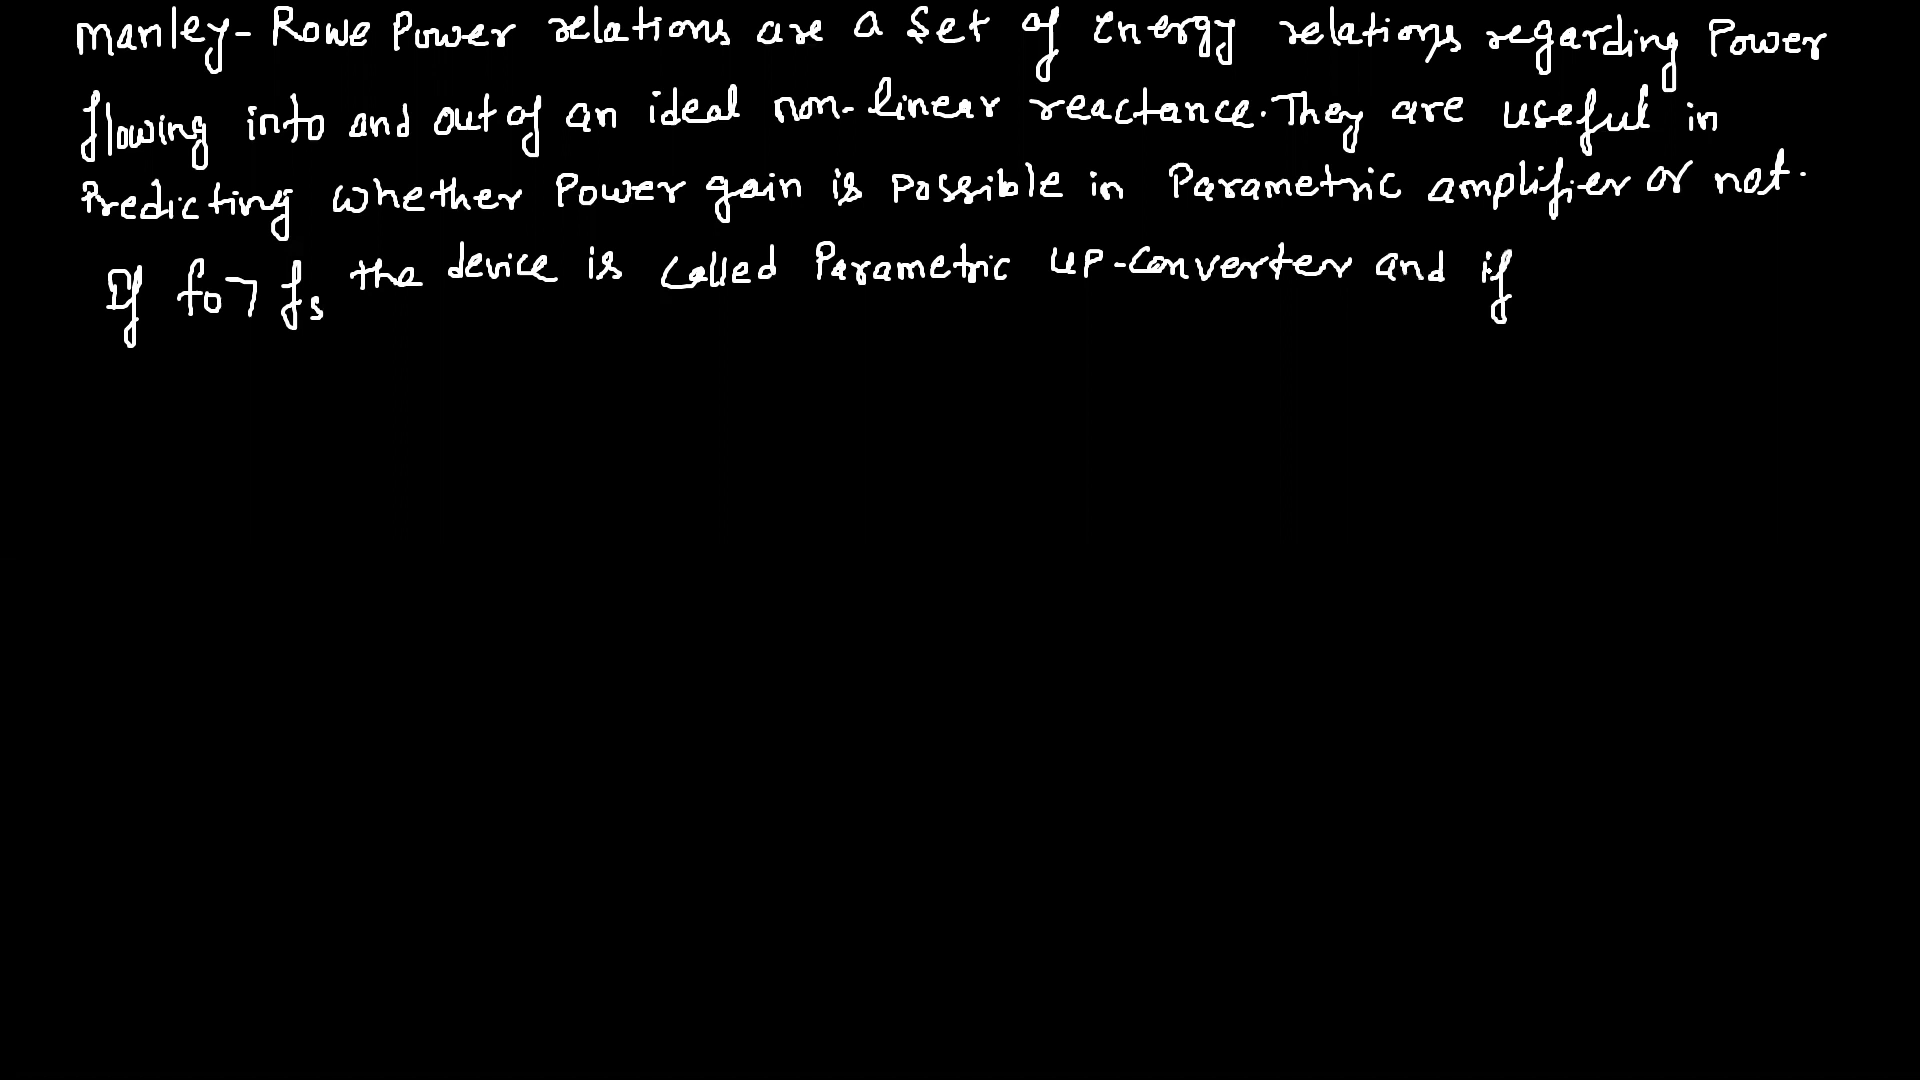 Manley-Rowe Power relations are a set of energy relations regarding Power
flowing into and out of an ideal non-linear reactance. They are useful in
Predicting whether Power gain is possible in Parametric amplifier or not.
If fo > fs the device is called Parametric up-converter and if